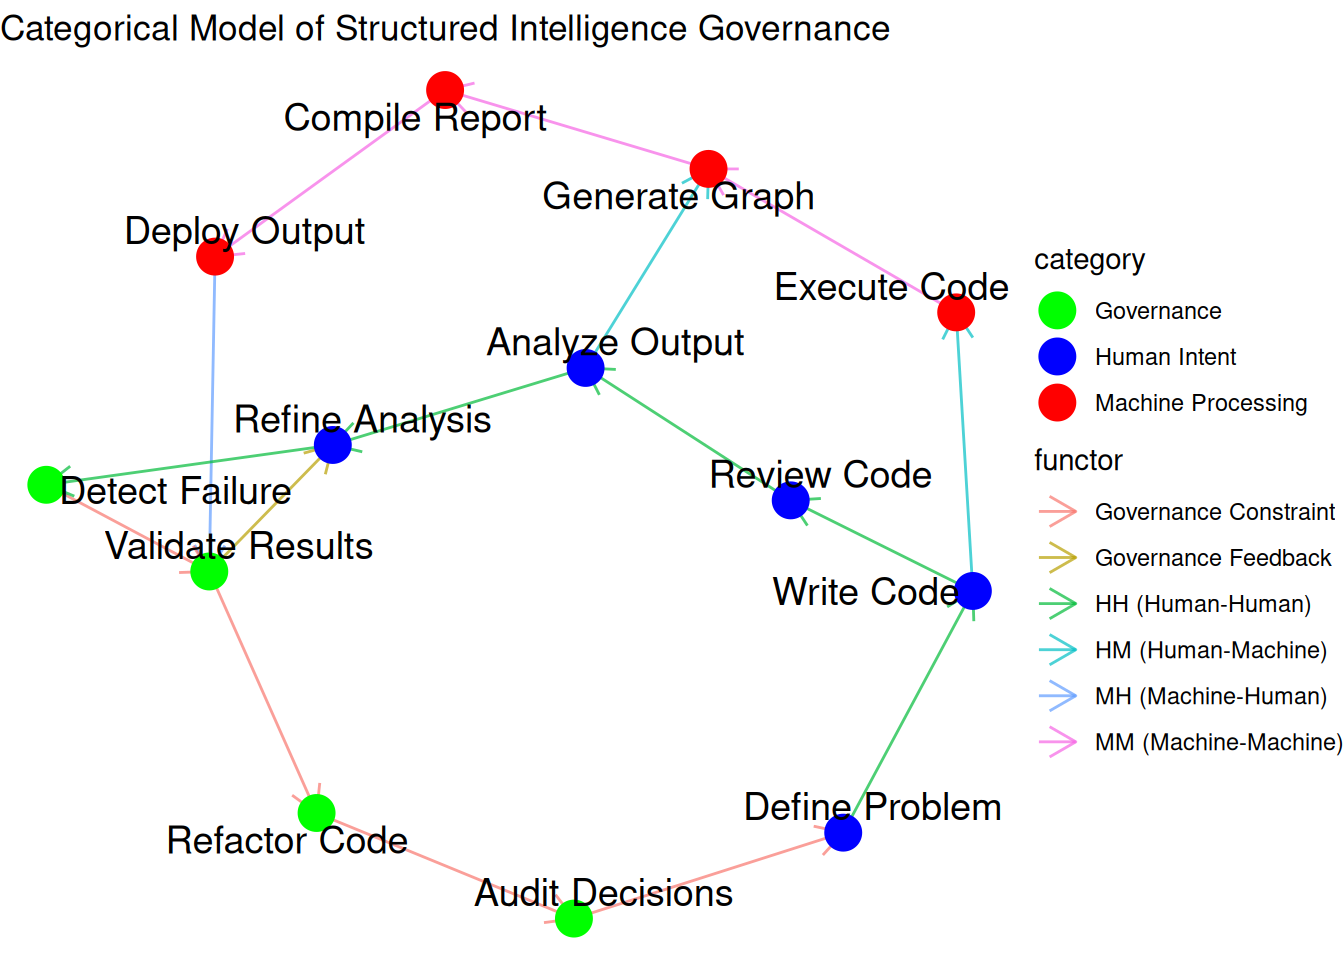 Categorical Model of Structured Intelligence Governance
Compile Report
Generate Graph
Deploy Output
Execute Code
Analyze Output
Refine Analysis
Review Code
Detect Failure
Validate Results
Write Code
Define Problem
Refactor Code
Audit Decisions
category
Governance
Human Intent
Machine Processing
functor
Governance Constraint
Governance Feedback
HH (Human-Human)
HM (Human-Machine)
MH (Machine-Human)
MM (Machine-Machine)